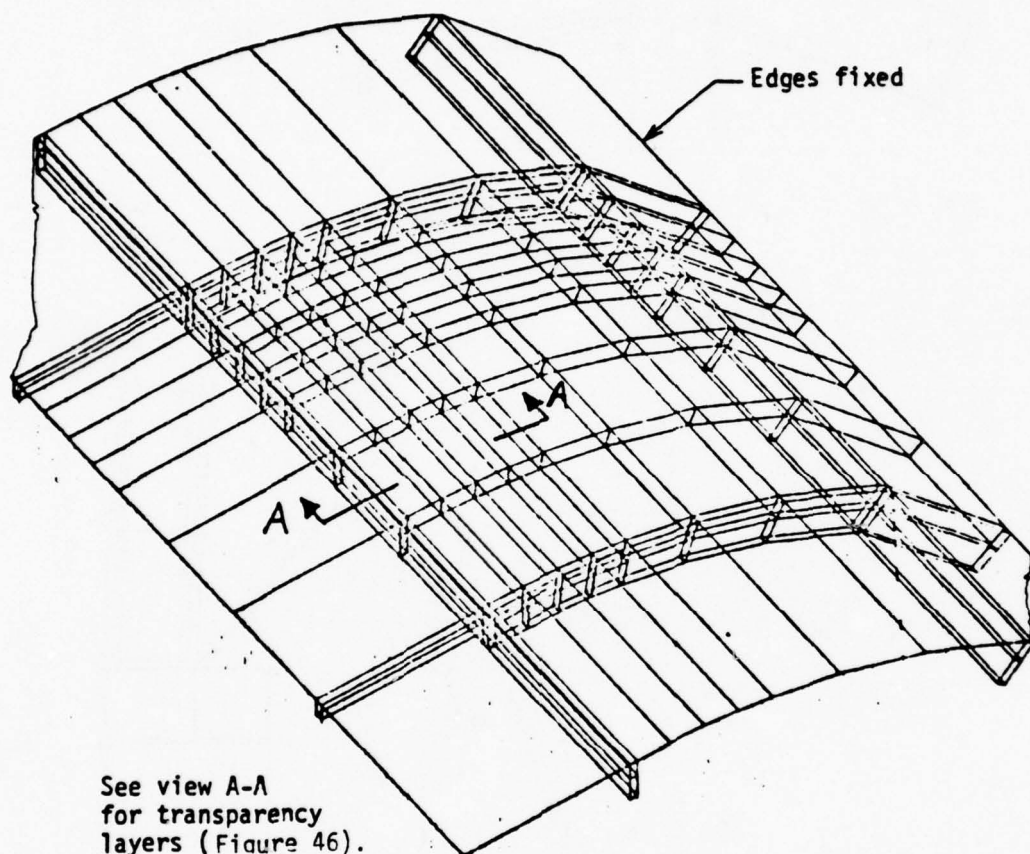 Edges fixed
A
A
See view A-A
for transparency
layers (Figure 46).